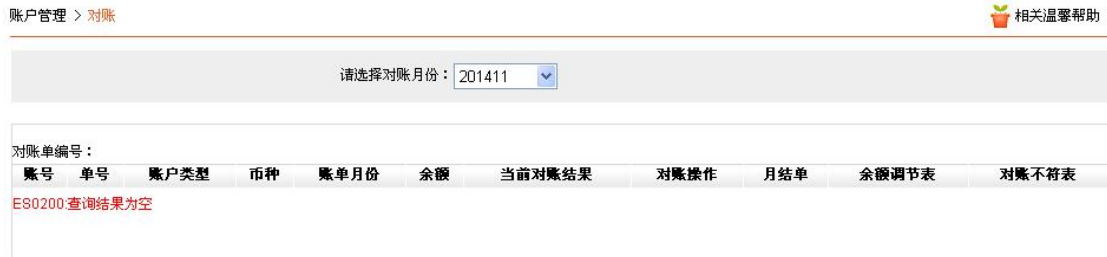 账户管理 > 对账
相关温馨帮助
请选择对账月份：201411
对账单编号：
账号 单号 账户类型 币种 账单月份 余额 当前对账结果 对账操作 月结单 余额调节表 对账不符表
ES0200:查询结果为空